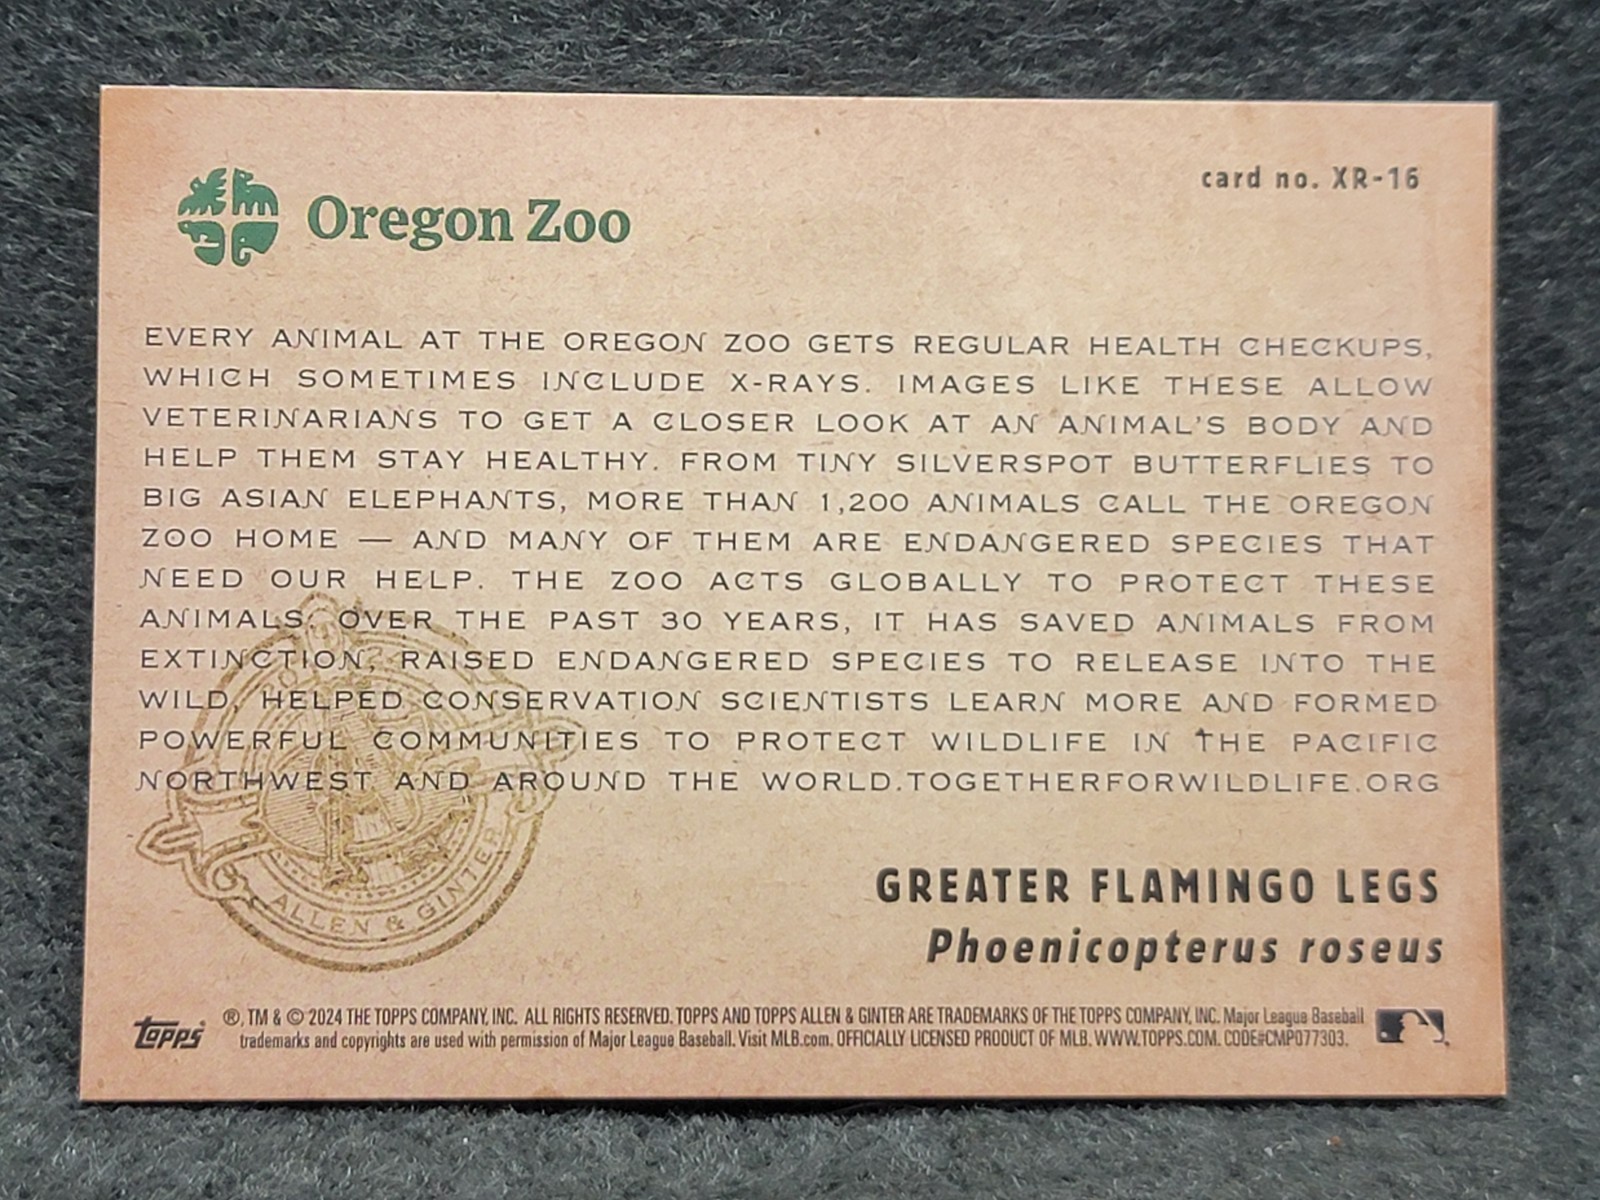 Oregon Zoo
card no. XR-16
EVERY ANIMAL AT THE OREGON ZOO GETS REGULAR HEALTH CHECKUPS,
WHICH SOMETIMES INCLUDE X-RAYS. IMAGES LIKE THESE ALLOW
VETERINARIANS TO GET A CLOSER LOOK AT AN ANIMAL'S BODY AND
HELP THEM STAY HEALTHY. FROM TINY SILVERSPOT BUTTERFLIES TO
BIG ASIAN ELEPHANTS, MORE THAN 1,200 ANIMALS CALL THE OREGON
ZOO HOME — AND MANY OF THEM ARE ENDANGERED SPECIES THAT
NEED OUR HELP. THE ZOO ACTS GLOBALLY TO PROTECT THESE
ANIMALS: OVER THE PAST 30 YEARS, IT HAS SAVED ANIMALS FROM
EXTINCTION, RAISED ENDANGERED SPECIES TO RELEASE INTO THE
WILD, HELPED CONSERVATION SCIENTISTS LEARN MORE AND FORMED
POWERFUL COMMUNITIES TO PROTECT WILDLIFE IN THE PACIFIC
NORTHWEST AND AROUND THE WORLD.TOGETHERFORWILDLIFE.ORG
ALLEN & GINTER
GREATER FLAMINGO LEGS
Phoenicopterus roseus
topps
®, TM & © 2024 THE TOPPS COMPANY, INC. ALL RIGHTS RESERVED. TOPPS AND TOPPS ALLEN & GINTER ARE TRADEMARKS OF THE TOPPS COMPANY, INC. Major League Baseball
trademarks and copyrights are used with permission of Major League Baseball. Visit MLB.com. OFFICIALLY LICENSED PRODUCT OF MLB. WWW.TOPPS.COM. CODE#CMP077303.